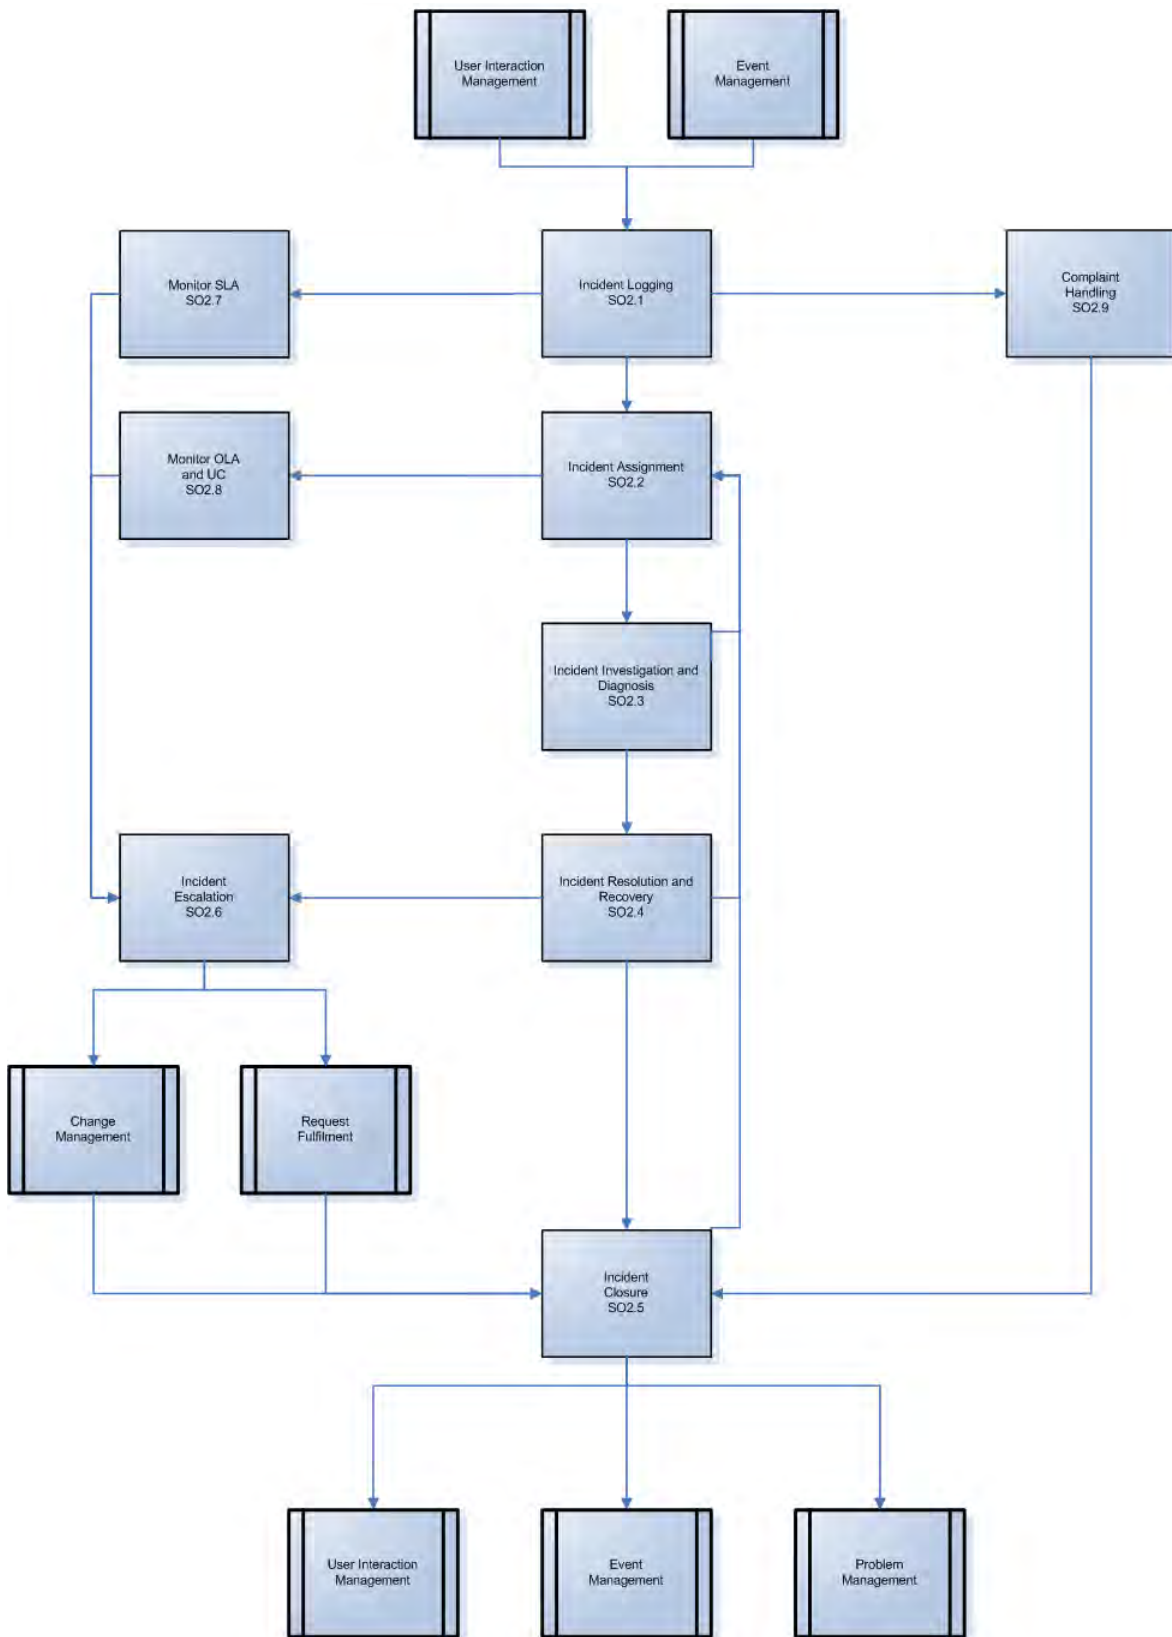 User Interaction
Management
Event
Management
Monitor SLA
SO2.7
Incident Logging
SO2.1
Complaint
Handling
SO2.9
Monitor OLA
and UC
SO2.8
Incident Assignment
SO2.2
Incident Investigation and
Diagnosis
SO2.3
Incident
Escalation
SO2.6
Incident Resolution and
Recovery
SO2.4
Change
Management
Request
Fulfilment
Incident
Closure
SO2.5
User Interaction
Management
Event
Management
Problem
Management